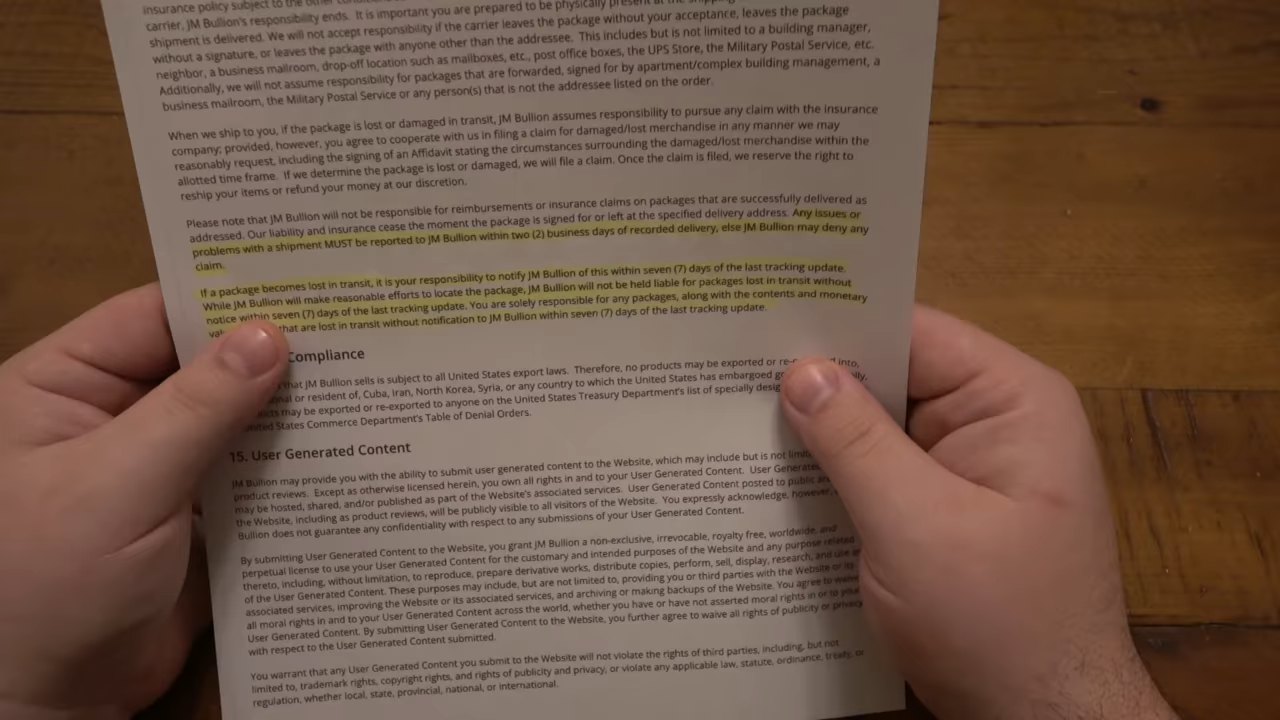 insurance policy subject to the other
carrier, JM Bullion's responsibility ends. It is important you are prepared to be physically present at the shipping
shipment is delivered. We will not accept responsibility if the carrier leaves the package without your acceptance, leaves the package
without a signature, or leaves the package with anyone other than the addressee. This includes but is not limited to a building manager,
neighbor, a business mailroom, drop-off location such as mailboxes, etc., post office boxes, the UPS Store, the Military Postal Service, etc.
Additionally, we will not assume responsibility for packages that are forwarded, signed for by apartment/complex building management, a
business mailroom, the Military Postal Service or any person(s) that is not the addressee listed on the order.
When we ship to you, if the package is lost or damaged in transit, JM Bullion assumes responsibility to pursue any claim with the insurance
company; provided, however, you agree to cooperate with us in filing a claim for damaged/lost merchandise in any manner we may
reasonably request, including the signing of an Affidavit stating the circumstances surrounding the damaged/lost merchandise within the
allotted time frame. If we determine the package is lost or damaged, we will file a claim. Once the claim is filed, we reserve the right to
reship your items or refund your money at our discretion.
Please note that JM Bullion will not be responsible for reimbursements or insurance claims on packages that are successfully delivered as
addressed. Our liability and insurance cease the moment the package is signed for or left at the specified delivery address. Any issues or
problems with a shipment MUST be reported to JM Bullion within two (2) business days of recorded delivery, else JM Bullion may deny any
claim.
If a package becomes lost in transit, it is your responsibility to notify JM Bullion of this within seven (7) days of the last tracking update.
While JM Bullion will make reasonable efforts to locate the package, JM Bullion will not be held liable for packages lost in transit without
notice within seven (7) days of the last tracking update. You are solely responsible for any packages, along with the contents and monetary
that are lost in transit without notification to JM Bullion within seven (7) days of the last tracking update.
Compliance
that JM Bullion sells is subject to all United States export laws. Therefore, no products may be exported or into,
or resident of, Cuba, Iran, North Korea, Syria, or any country to which the United States has embargoed
may be exported or re-exported to anyone on the United States Treasury Department's list of specially
States Commerce Department's Table of Denial Orders.
15. User Generated Content
JM Bullion may provide you with the ability to submit user generated content to the Website, which may include but is not
product reviews. Except as otherwise licensed herein, you own all rights in and to your User Generated Content. User Generated
may be hosted, shared, and/or published as part of the Website's associated services. User Generated Content posted to public
the Website, including as product reviews, will be publicly visible to all visitors of the Website. You expressly acknowledge, however,
Bullion does not guarantee any confidentiality with respect to any submissions of your User Generated Content.
By submitting User Generated Content to the Website, you grant JM Bullion a non-exclusive, irrevocable, royalty free, worldwide, and
perpetual license to use your User Generated Content for the customary and intended purposes of the Website and any purpose related
thereto, including, without limitation, to reproduce, prepare derivative works, distribute copies, perform, sell, display, research, and use
of the User Generated Content. These purposes may include, but are not limited to, providing you or third parties with the Website or its
associated services, improving the Website or its associated services, and archiving or making backups of the Website. You agree to waive
all moral rights in and to your User Generated Content across the world, whether you have or have not asserted moral rights in or to your
User Generated Content. By submitting User Generated Content to the Website, you further agree to waive all rights of publicity or privacy
with respect to the User Generated Content submitted.
You warrant that any User Generated Content you submit to the Website will not violate the rights of third parties, including, but not
limited to, trademark rights, copyright rights, and rights of publicity and privacy, or violate any applicable law, statute, ordinance, treaty, or
regulation, whether local, state, provincial, national, or international.